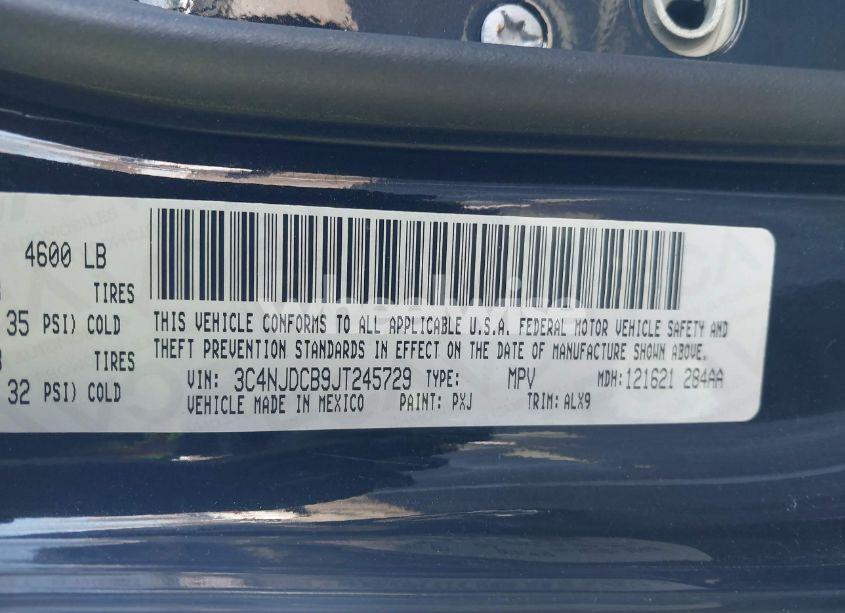 4600 LB
TIRES
35 PSI) COLD
TIRES
32 PSI) COLD
wheelwise
THIS VEHICLE CONFORMS TO ALL APPLICABLE U.S.A. FEDERAL MOTOR VEHICLE SAFETY AND
THEFT PREVENTION STANDARDS IN EFFECT ON THE DATE OF MANUFACTURE SHOWN ABOVE.
VIN: 3C4NJDCB9JT245729 TYPE: MPV MDH: 121621 284AA
VEHICLE MADE IN MEXICO PAINT: PXJ TRIM: ALX9